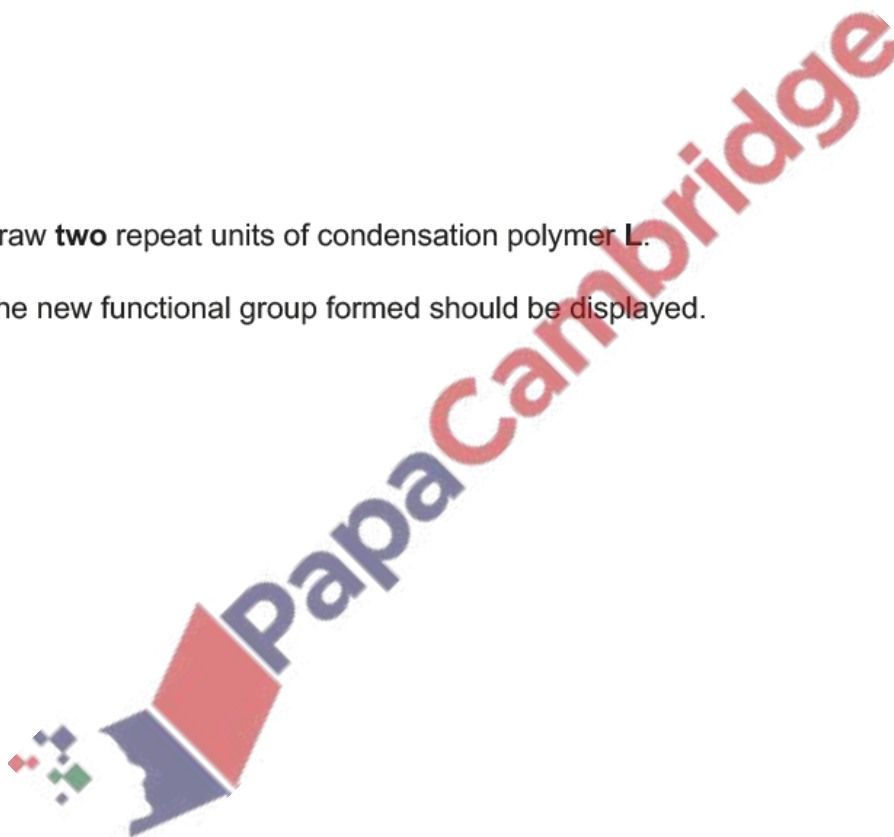 raw two repeat units of condensation polymer L.
he new functional group formed should be displayed.
PapaCambridge